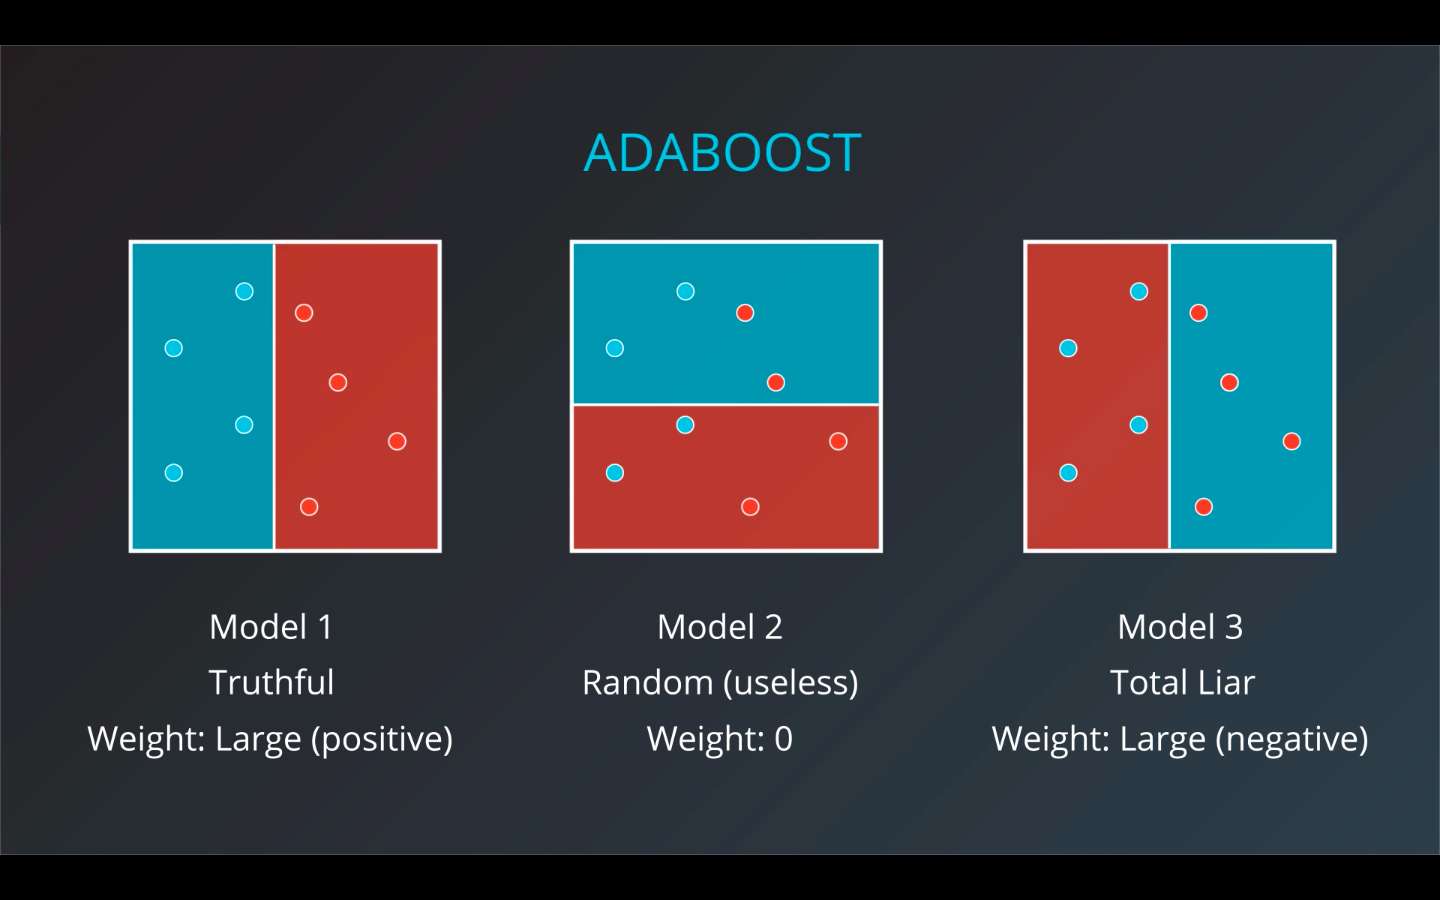 ADABOOST
Model 1
Truthful
Weight: Large (positive)
Model 2
Random (useless)
Weight: 0
Model 3
Total Liar
Weight: Large (negative)